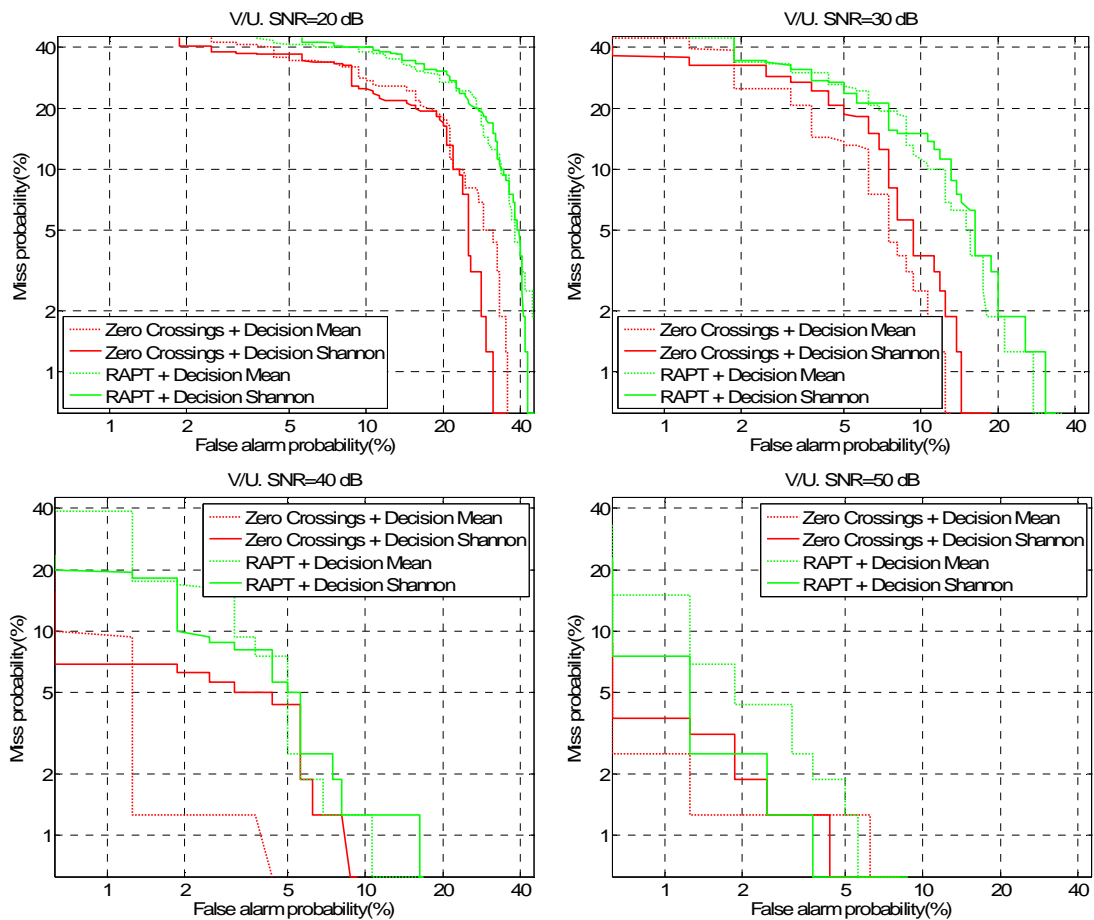 V/U. SNR=20 dB
40
20
10
5
2
1
Miss probability(%)
Zero Crossings + Decision Mean
Zero Crossings + Decision Shannon
RAPT + Decision Mean
RAPT + Decision Shannon
1 2 5 10 20 40
False alarm probability(%)
V/U. SNR=30 dB
40
20
10
5
2
1
Miss probability(%)
Zero Crossings + Decision Mean
Zero Crossings + Decision Shannon
RAPT + Decision Mean
RAPT + Decision Shannon
1 2 5 10 20 40
False alarm probability(%)
V/U. SNR=40 dB
40
20
10
5
2
1
Miss probability(%)
Zero Crossings + Decision Mean
Zero Crossings + Decision Shannon
RAPT + Decision Mean
RAPT + Decision Shannon
1 2 5 10 20 40
False alarm probability(%)
V/U. SNR=50 dB
40
20
10
5
2
1
Miss probability(%)
Zero Crossings + Decision Mean
Zero Crossings + Decision Shannon
RAPT + Decision Mean
RAPT + Decision Shannon
1 2 5 10 20 40
False alarm probability(%)